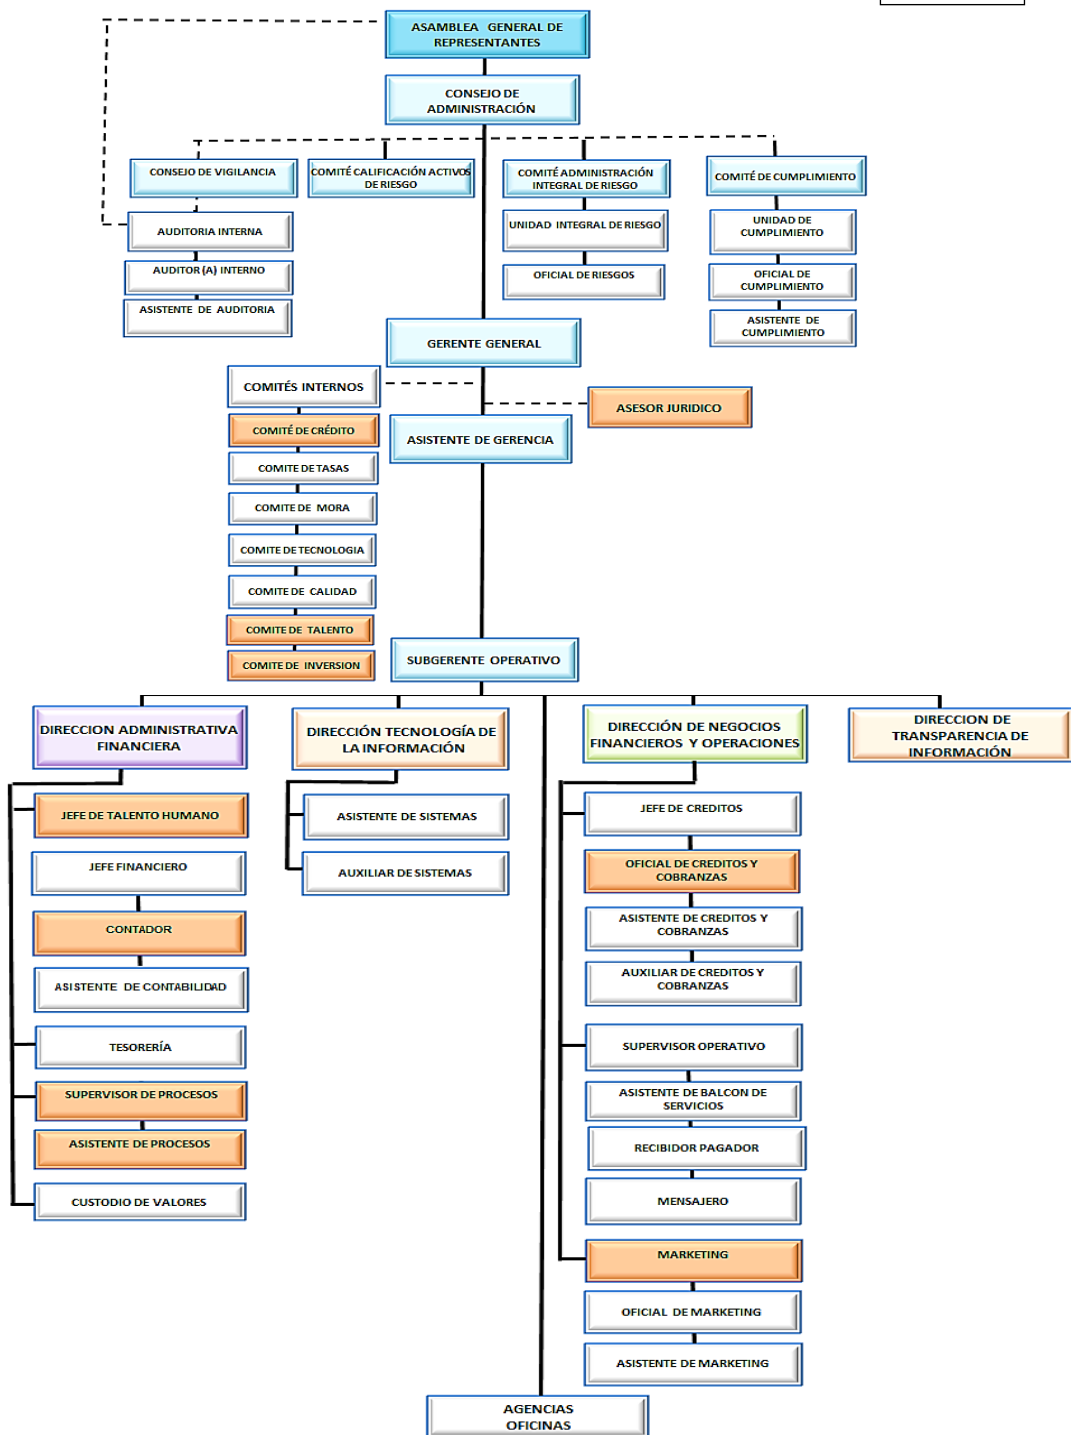 ASAMBLEA GENERAL DE
REPRESENTANTES
CONSEJO DE
ADMINISTRACIÓN
CONSEJO DE VIGILANCIA
COMITÉ CALIFICACIÓN ACTIVOS
DE RIESGO
COMITÉ ADMINISTRACIÓN
INTEGRAL DE RIESGO
COMITÉ DE CUMPLIMIENTO
AUDITORIA INTERNA
UNIDAD INTEGRAL DE RIESGO
UNIDAD DE
CUMPLIMIENTO
AUDITOR (A) INTERNO
OFICIAL DE RIESGOS
OFICIAL DE
CUMPLIMIENTO
ASISTENTE DE AUDITORIA
ASISTENTE DE
CUMPLIMIENTO
GERENTE GENERAL
COMITÉS INTERNOS
ASESOR JURIDICO
COMITÉ DE CRÉDITO
ASISTENTE DE GERENCIA
COMITE DE TASAS
COMITE DE MORA
COMITE DE TECNOLOGIA
COMITE DE CALIDAD
COMITE DE TALENTO
COMITE DE INVERSION
SUBGERENTE OPERATIVO
DIRECCION ADMINISTRATIVA
FINANCIERA
JEFE DE TALENTO HUMANO
JEFE FINANCIERO
CONTADOR
ASISTENTE DE CONTABILIDAD
TESORERÍA
SUPERVISOR DE PROCESOS
ASISTENTE DE PROCESOS
CUSTODIO DE VALORES
DIRECCIÓN TECNOLOGÍA DE
LA INFORMACIÓN
ASISTENTE DE SISTEMAS
AUXILIAR DE SISTEMAS
DIRECCIÓN DE NEGOCIOS
FINANCIEROS Y OPERACIONES
JEFE DE CREDITOS
OFICIAL DE CREDITOS Y
COBRANZAS
ASISTENTE DE CREDITOS Y
COBRANZAS
AUXILIAR DE CREDITOS Y
COBRANZAS
SUPERVISOR OPERATIVO
ASISTENTE DE BALCON DE
SERVICIOS
RECIBIDOR PAGADOR
MENSAJERO
MARKETING
OFICIAL DE MARKETING
ASISTENTE DE MARKETING
DIRECCION DE
TRANSPARENCIA DE
INFORMACIÓN
AGENCIAS
OFICINAS